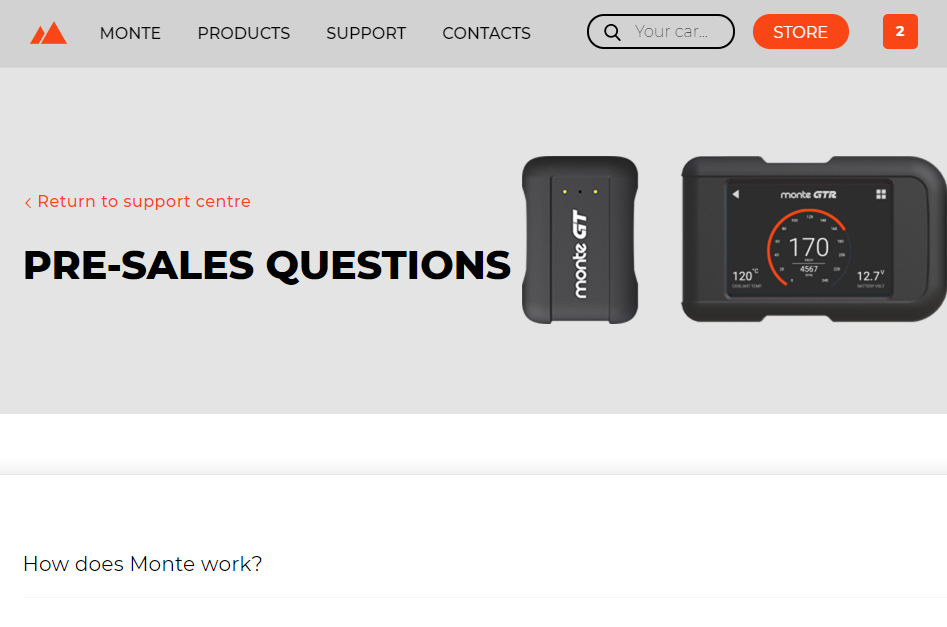 MONTE PRODUCTS SUPPORT CONTACTS Your car... STORE 2
< Return to support centre
PRE-SALES QUESTIONS
monte GT
monte GTR
170
4567
120°C
12.7V
COOLANT TEMP
BATTERY VOLT
How does Monte work?